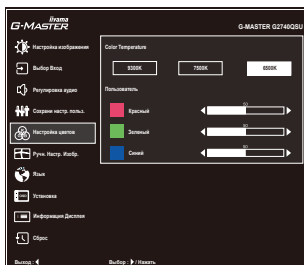 iiyama
G-MASTER
G-MASTER G2740QSU
Настройка изображения
Выбор Вход
Регулировка аудио
Сохрани настр. польз.
Настройка цветов
Ручн. Настр. Изобр.
Язык
Установка
Информация Дисплея
Сброс
Color Temperature
9300K
7500K
6500K
Пользователь
Красный
50
Зеленый
50
Синий
50
Выход :
Выбор : / Нажать